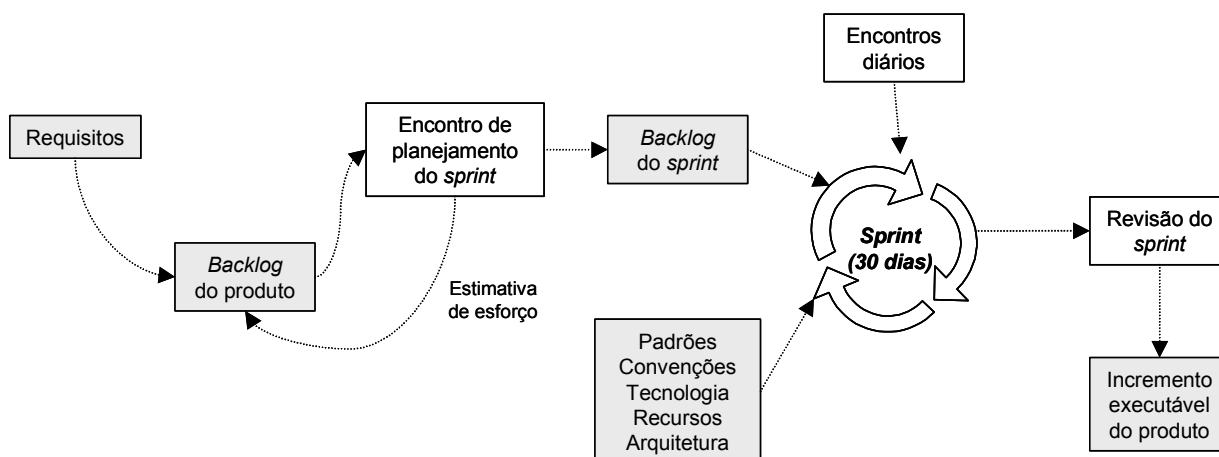 Encontros
diários
Requisitos
Encontro de
planejamento
do sprint
Backlog
do sprint
Backlog
do produto
Estimativa
de esforço
Sprint
(30 dias)
Revisão do
sprint
Padrões
Convenções
Tecnologia
Recursos
Arquitetura
Incremento
executável
do produto